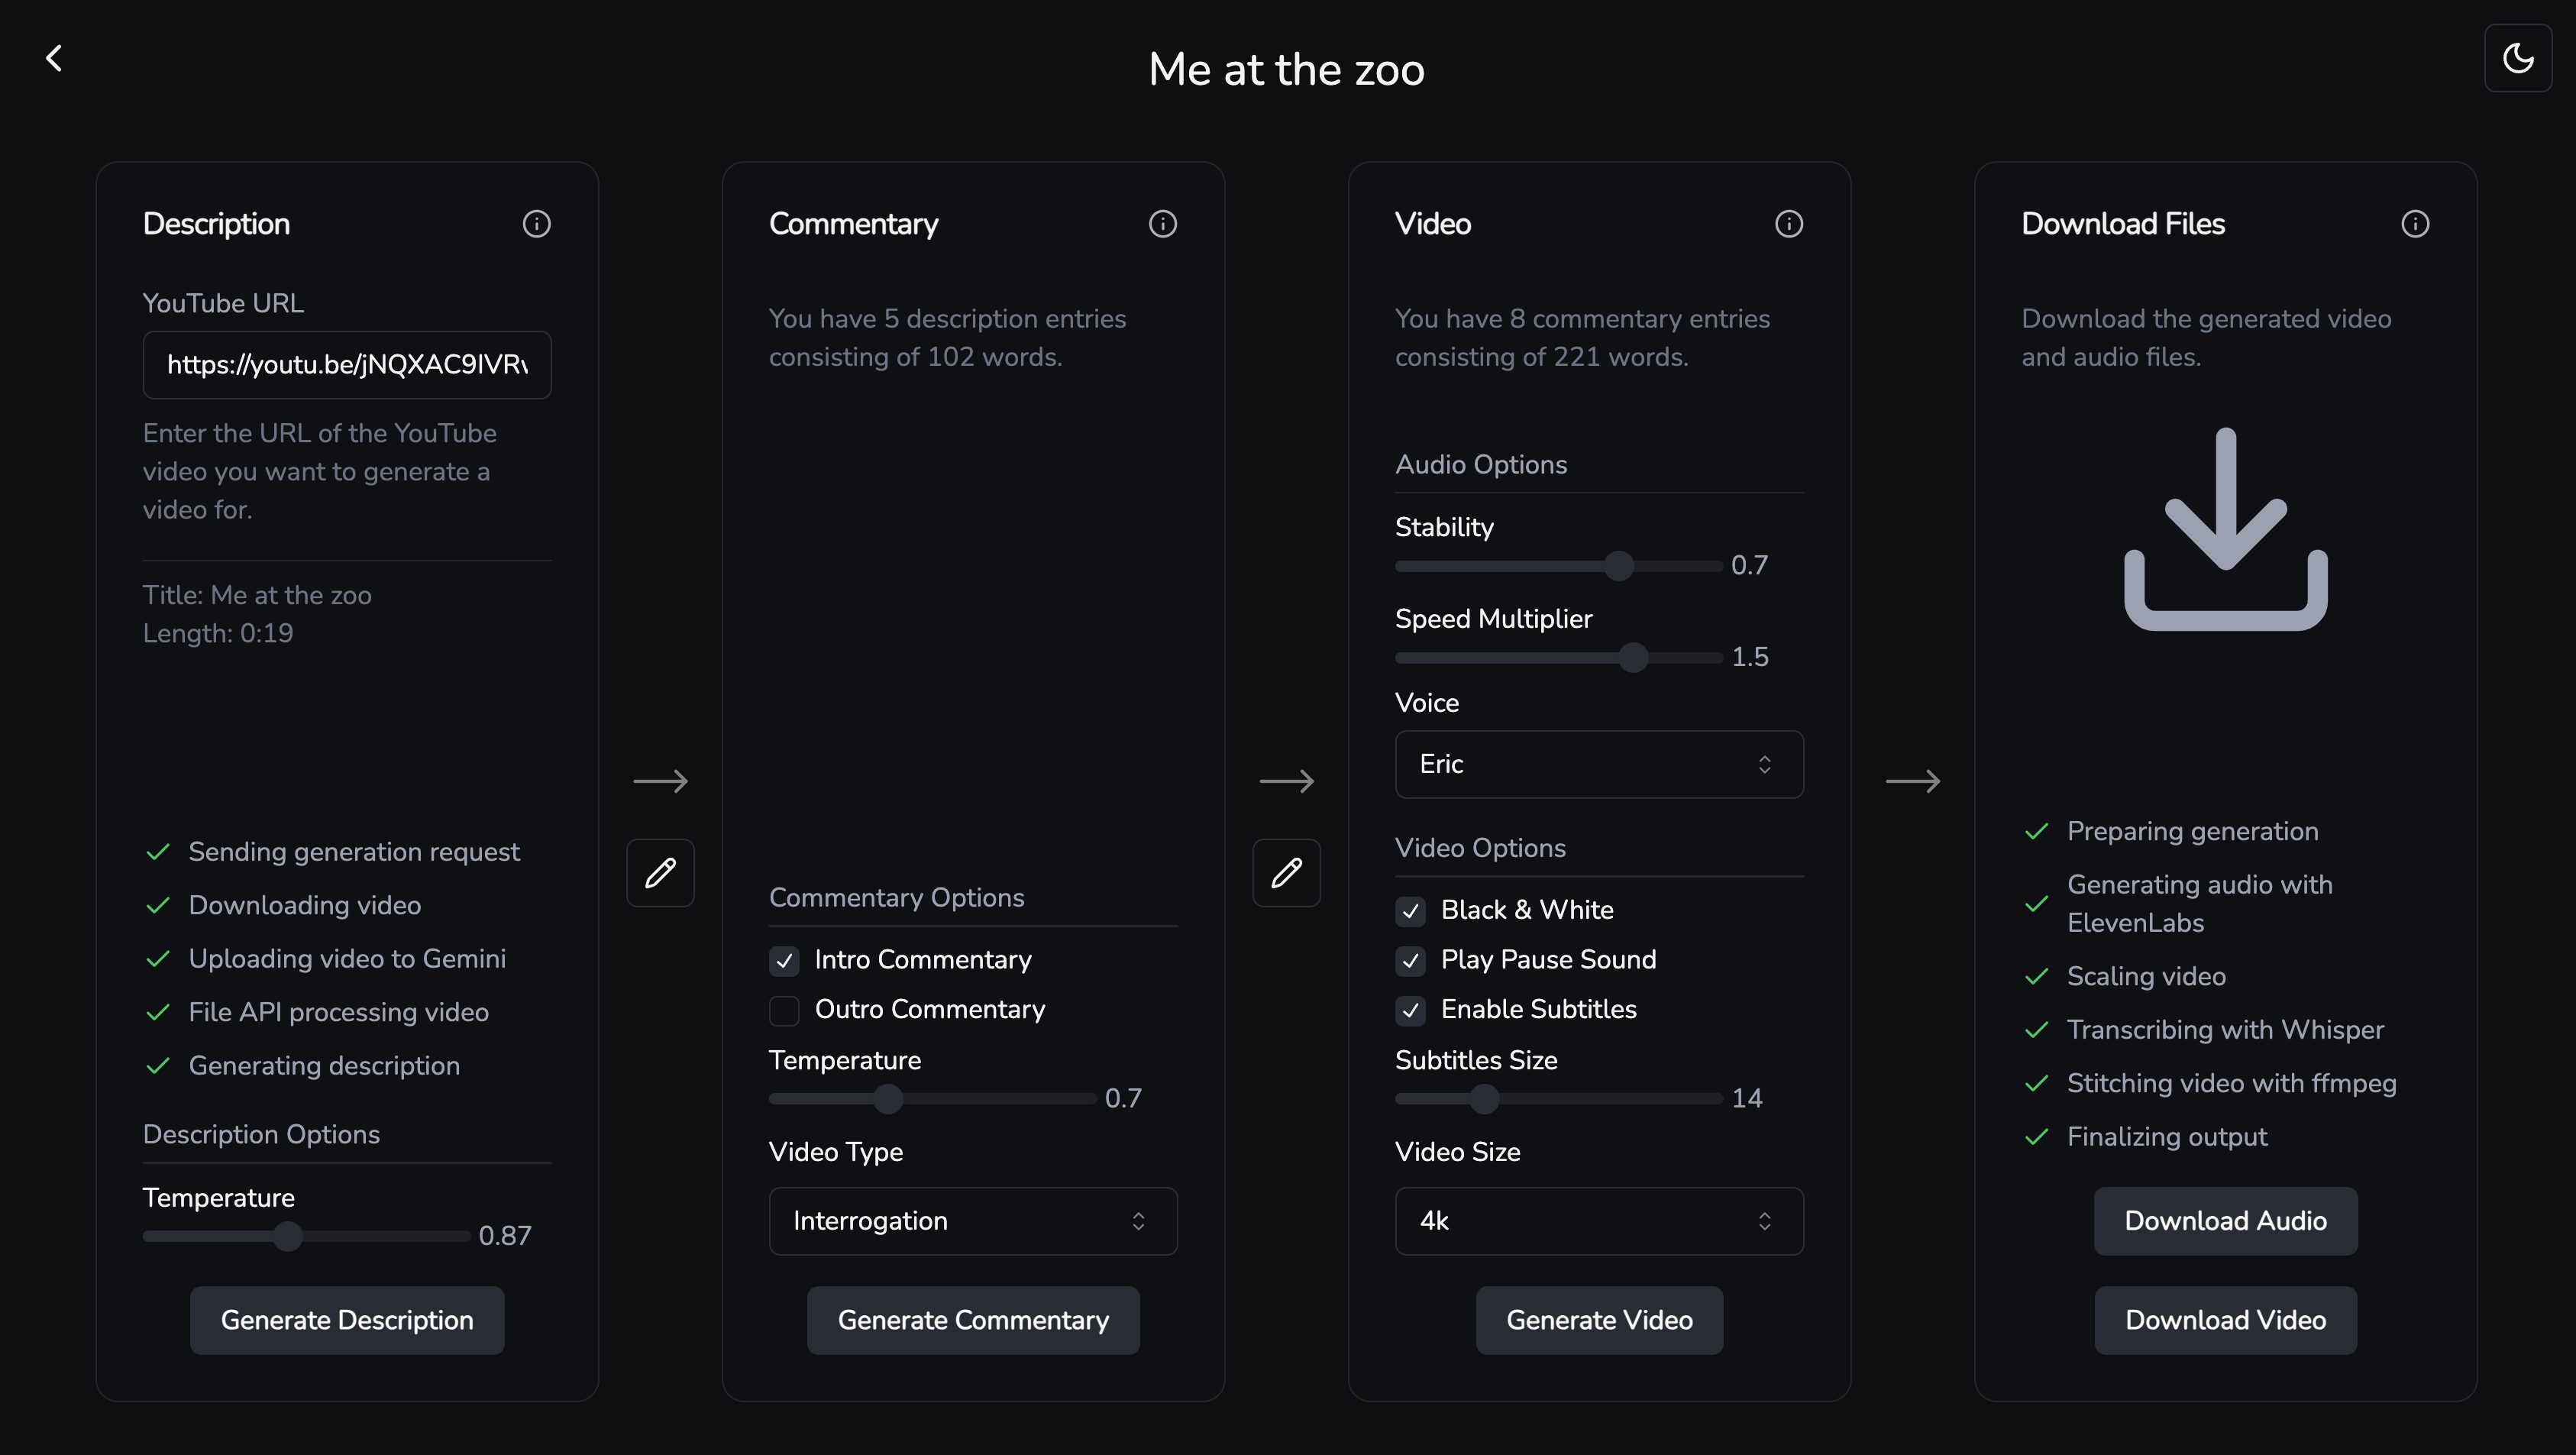 Me at the zoo
Description
YouTube URL
https://youtu.be/jNQXAC9IVRw
Enter the URL of the YouTube
video you want to generate a
video for.
Title: Me at the zoo
Length: 0:19
Sending generation request
Downloading video
Uploading video to Gemini
File API processing video
Generating description
Description Options
Temperature
0.87
Generate Description
Commentary
You have 5 description entries
consisting of 102 words.
Commentary Options
Intro Commentary
Outro Commentary
Temperature
0.7
Video Type
Interrogation
Generate Commentary
Video
You have 8 commentary entries
consisting of 221 words.
Audio Options
Stability
0.7
Speed Multiplier
1.5
Voice
Eric
Video Options
Black & White
Play Pause Sound
Enable Subtitles
Subtitles Size
14
Video Size
4k
Generate Video
Download Files
Download the generated video
and audio files.
Preparing generation
Generating audio with
ElevenLabs
Scaling video
Transcribing with Whisper
Stitching video with ffmpeg
Finalizing output
Download Audio
Download Video